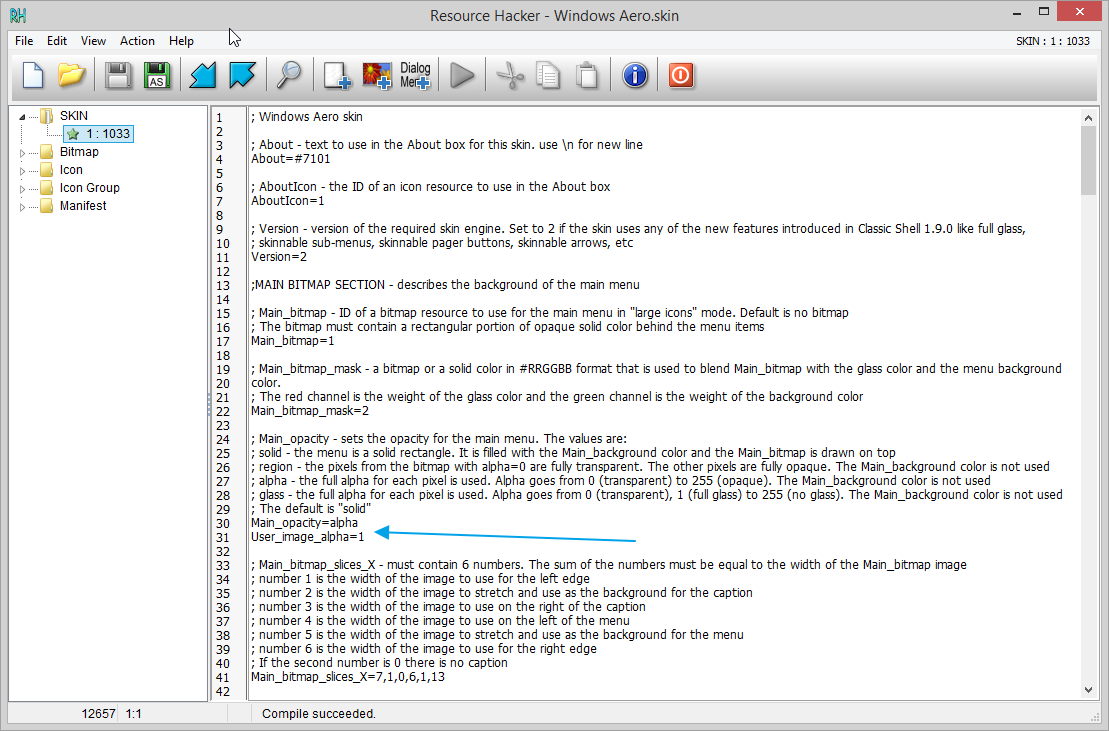 RH
Resource Hacker - Windows Aero.skin
File Edit View Action Help
SKIN : 1 : 1033
AS
Dialog
Menu
SKIN
1 : 1033
Bitmap
Icon
Icon Group
Manifest
1 ; Windows Aero skin
2
3 ; About - text to use in the About box for this skin. use \n for new line
4 About=#7101
5
6 ; AboutIcon - the ID of an icon resource to use in the About box
7 AboutIcon=1
8
9 ; Version - version of the required skin engine. Set to 2 if the skin uses any of the new features introduced in Classic Shell 1.9.0 like full glass,
10 ; skinnable sub-menus, skinnable pager buttons, skinnable arrows, etc
11 Version=2
12
13 ;MAIN BITMAP SECTION - describes the background of the main menu
14
15 ; Main_bitmap - ID of a bitmap resource to use for the main menu in "large icons" mode. Default is no bitmap
16 ; The bitmap must contain a rectangular portion of opaque solid color behind the menu items
17 Main_bitmap=1
18
19 ; Main_bitmap_mask - a bitmap or a solid color in #RRGGBB format that is used to blend Main_bitmap with the glass color and the menu background
20 color.
21 ; The red channel is the weight of the glass color and the green channel is the weight of the background color
22 Main_bitmap_mask=2
23
24 ; Main_opacity - sets the opacity for the main menu. The values are:
25 ; solid - the menu is a solid rectangle. It is filled with the Main_background color and the Main_bitmap is drawn on top
26 ; region - the pixels from the bitmap with alpha=0 are fully transparent. The other pixels are fully opaque. The Main_background color is not used
27 ; alpha - the full alpha for each pixel is used. Alpha goes from 0 (transparent) to 255 (opaque). The Main_background color is not used
28 ; glass - the full alpha for each pixel is used. Alpha goes from 0 (transparent), 1 (full glass) to 255 (no glass). The Main_background color is not used
29 ; The default is "solid"
30 Main_opacity=alpha
31 User_image_alpha=1
32
33 ; Main_bitmap_slices_X - must contain 6 numbers. The sum of the numbers must be equal to the width of the Main_bitmap image
34 ; number 1 is the width of the image to use for the left edge
35 ; number 2 is the width of the image to stretch and use as the background for the caption
36 ; number 3 is the width of the image to use on the right of the caption
37 ; number 4 is the width of the image to use on the left of the menu
38 ; number 5 is the width of the image to stretch and use as the background for the menu
39 ; number 6 is the width of the image to use for the right edge
40 ; If the second number is 0 there is no caption
41 Main_bitmap_slices_X=7,1,0,6,1,13
42
12657 1:1 Compile succeeded.